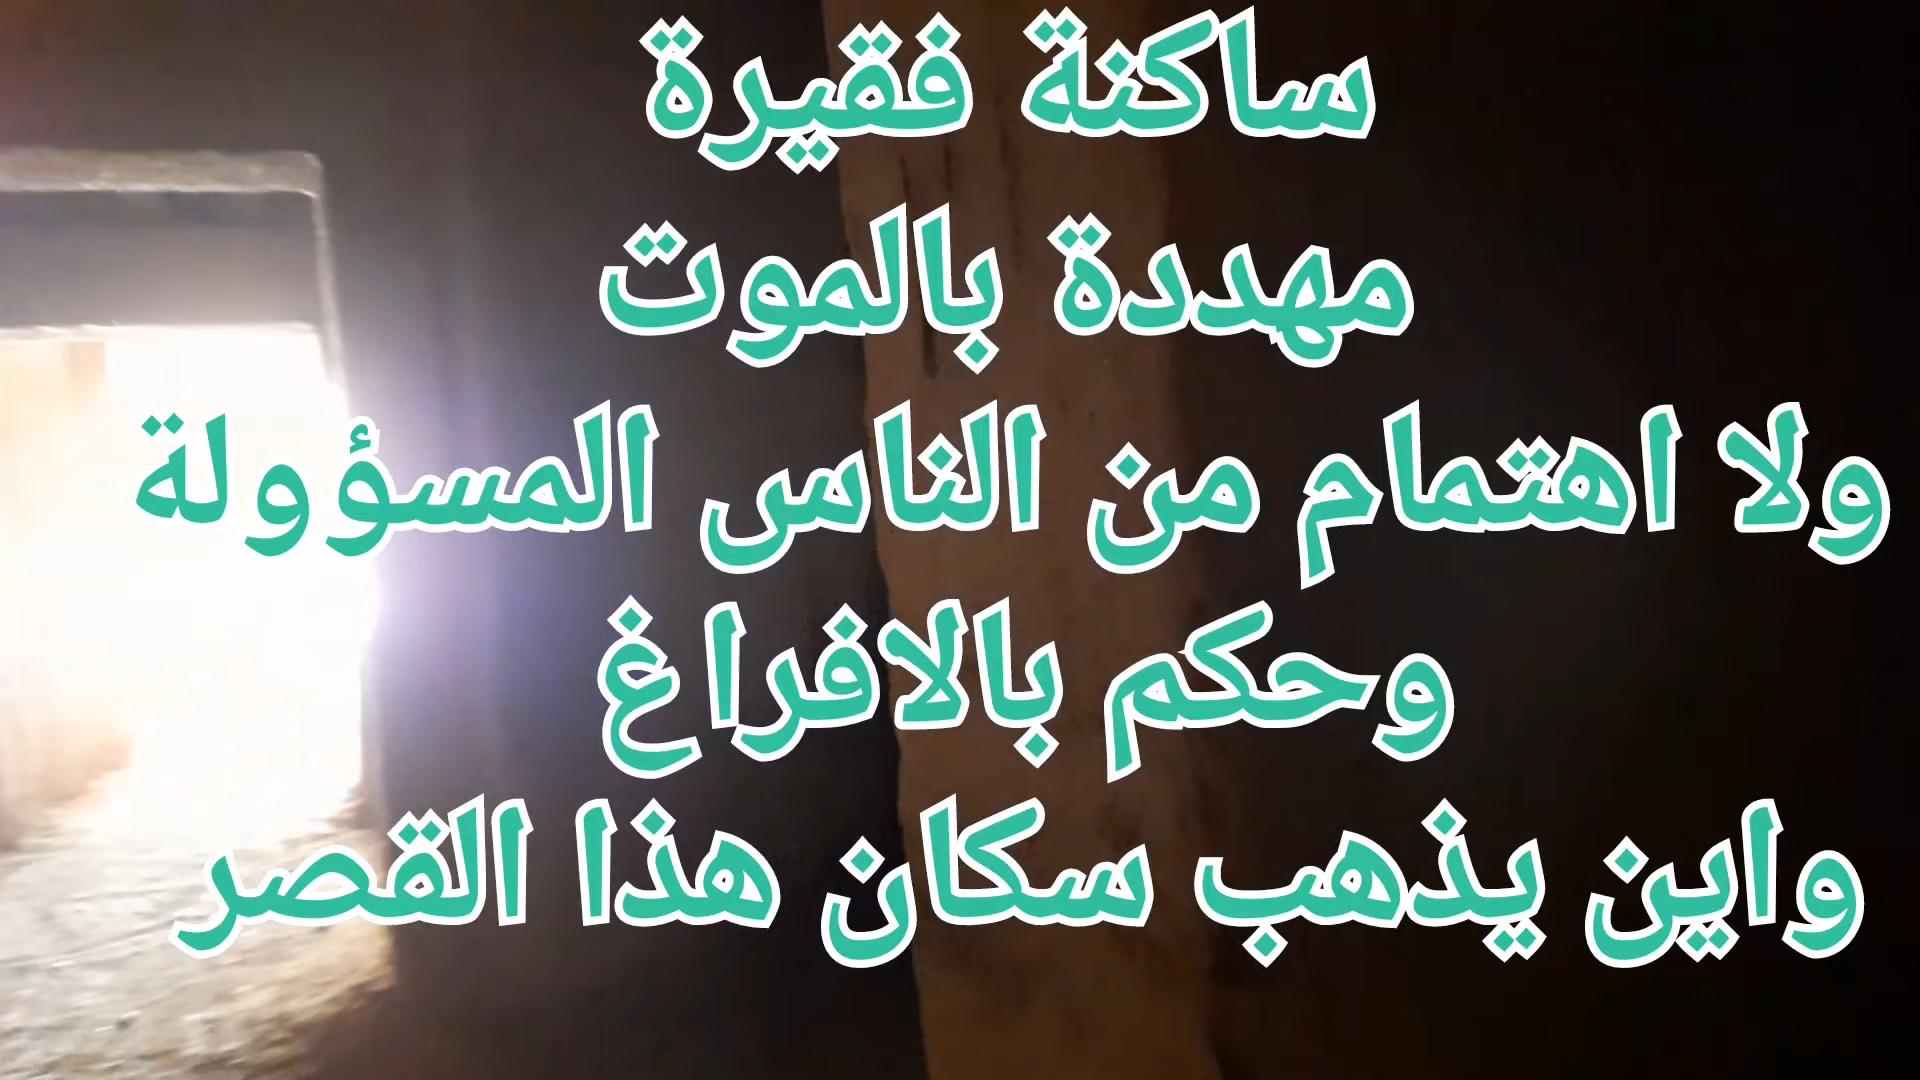 ساكنة فقيرة
مهددة بالموت
ولا اهتمام من الناس المسؤولة
وحكم بالافراغ
واين يذهب سكان هذا القصر